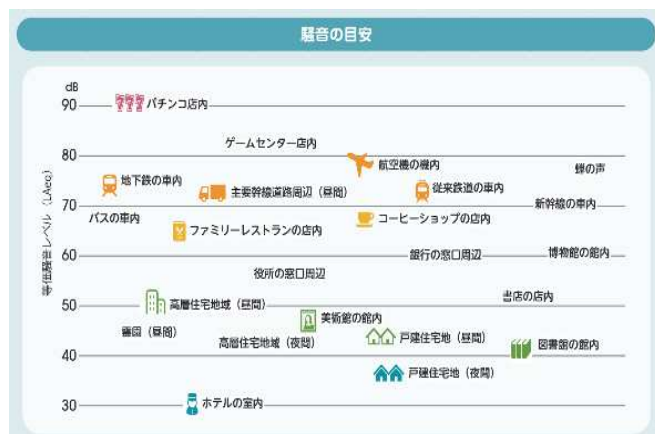 騒音の目安
dB
90
パチンコ店内
ゲームセンター店内
80
航空機の機内
蝉の声
地下鉄の車内
主要幹線道路周辺（昼間）
従来鉄道の車内
70
新幹線の車内
バスの車内
ファミリーレストランの店内
コーヒーショップの店内
60
銀行の窓口周辺
博物館の館内
役所の窓口周辺
等価騒音レベル（LAeq）
50
高層住宅地域（昼間）
書店の店内
美術館の館内
霊園（昼間）
高層住宅地域（夜間）
戸建住宅地（昼間）
図書館の館内
40
戸建住宅地（夜間）
30
ホテルの室内